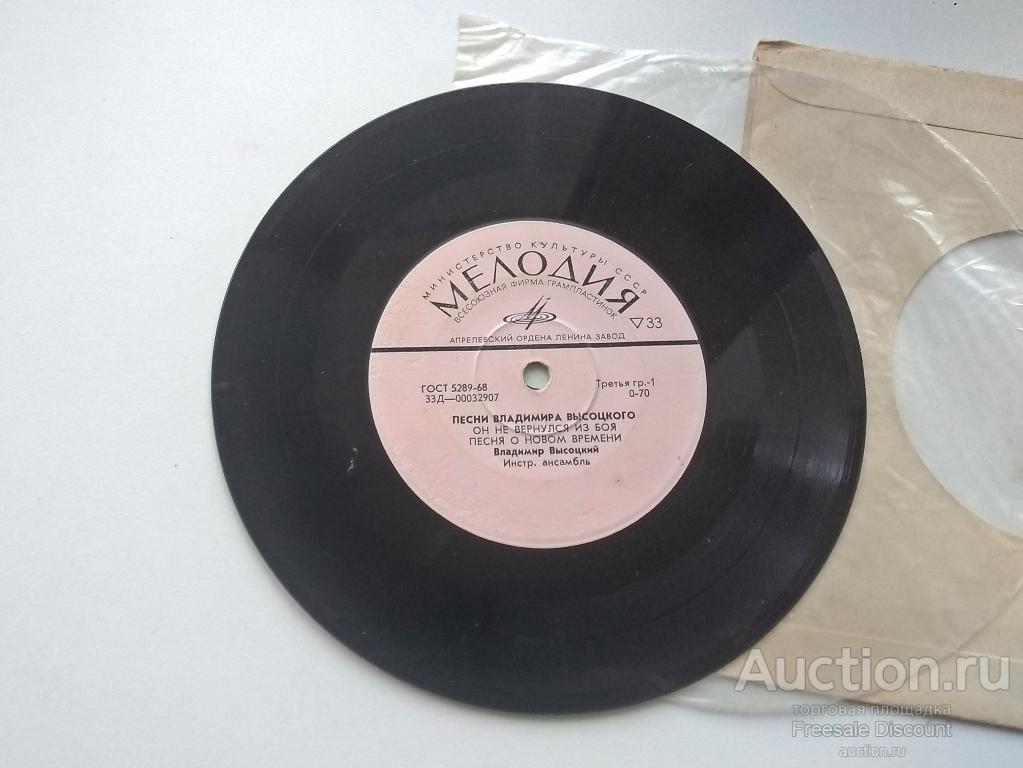 МИНИСТЕРСТВО КУЛЬТУРЫ СССР
МЕЛОДИЯ
ВСЕСОЮЗНАЯ ФИРМА ГРАМПЛАСТИНОК
▽33
АПРЕЛЕВСКИЙ ОРДЕНА ЛЕНИНА ЗАВОД
ГОСТ 5289-68 Третья гр.-1
33Д—00032907 0-70
ПЕСНИ ВЛАДИМИРА ВЫСОЦКОГО
ОН НЕ ВЕРНУЛСЯ ИЗ БОЯ
ПЕСНЯ О НОВОМ ВРЕМЕНИ
Владимир Высоцкий
Инстр. ансамбль
Auction.ru
торговая площадка
Freesale Discount
auction.ru